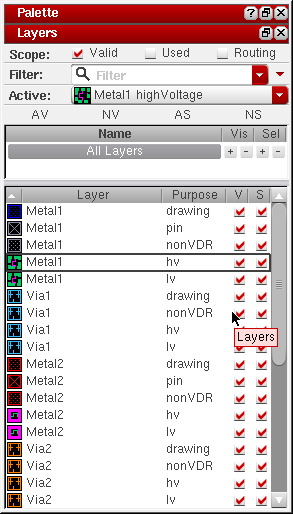 Palette
Layers
Scope: Valid Used Routing
Filter: Filter
Active: Metal1 highVoltage
AV NV AS NS
Name Vis Sel
All Layers + - + -
Layer Purpose V S
Metal1 drawing
Metal1 pin
Metal1 nonVDR
Metal1 hv
Metal1 lv
Via1 drawing
Via1 nonVDR
Via1 hv
Via1 lv
Layers
Metal2 drawing
Metal2 pin
Metal2 nonVDR
Metal2 hv
Metal2 lv
Via2 drawing
Via2 nonVDR
Via2 hv
Via2 lv